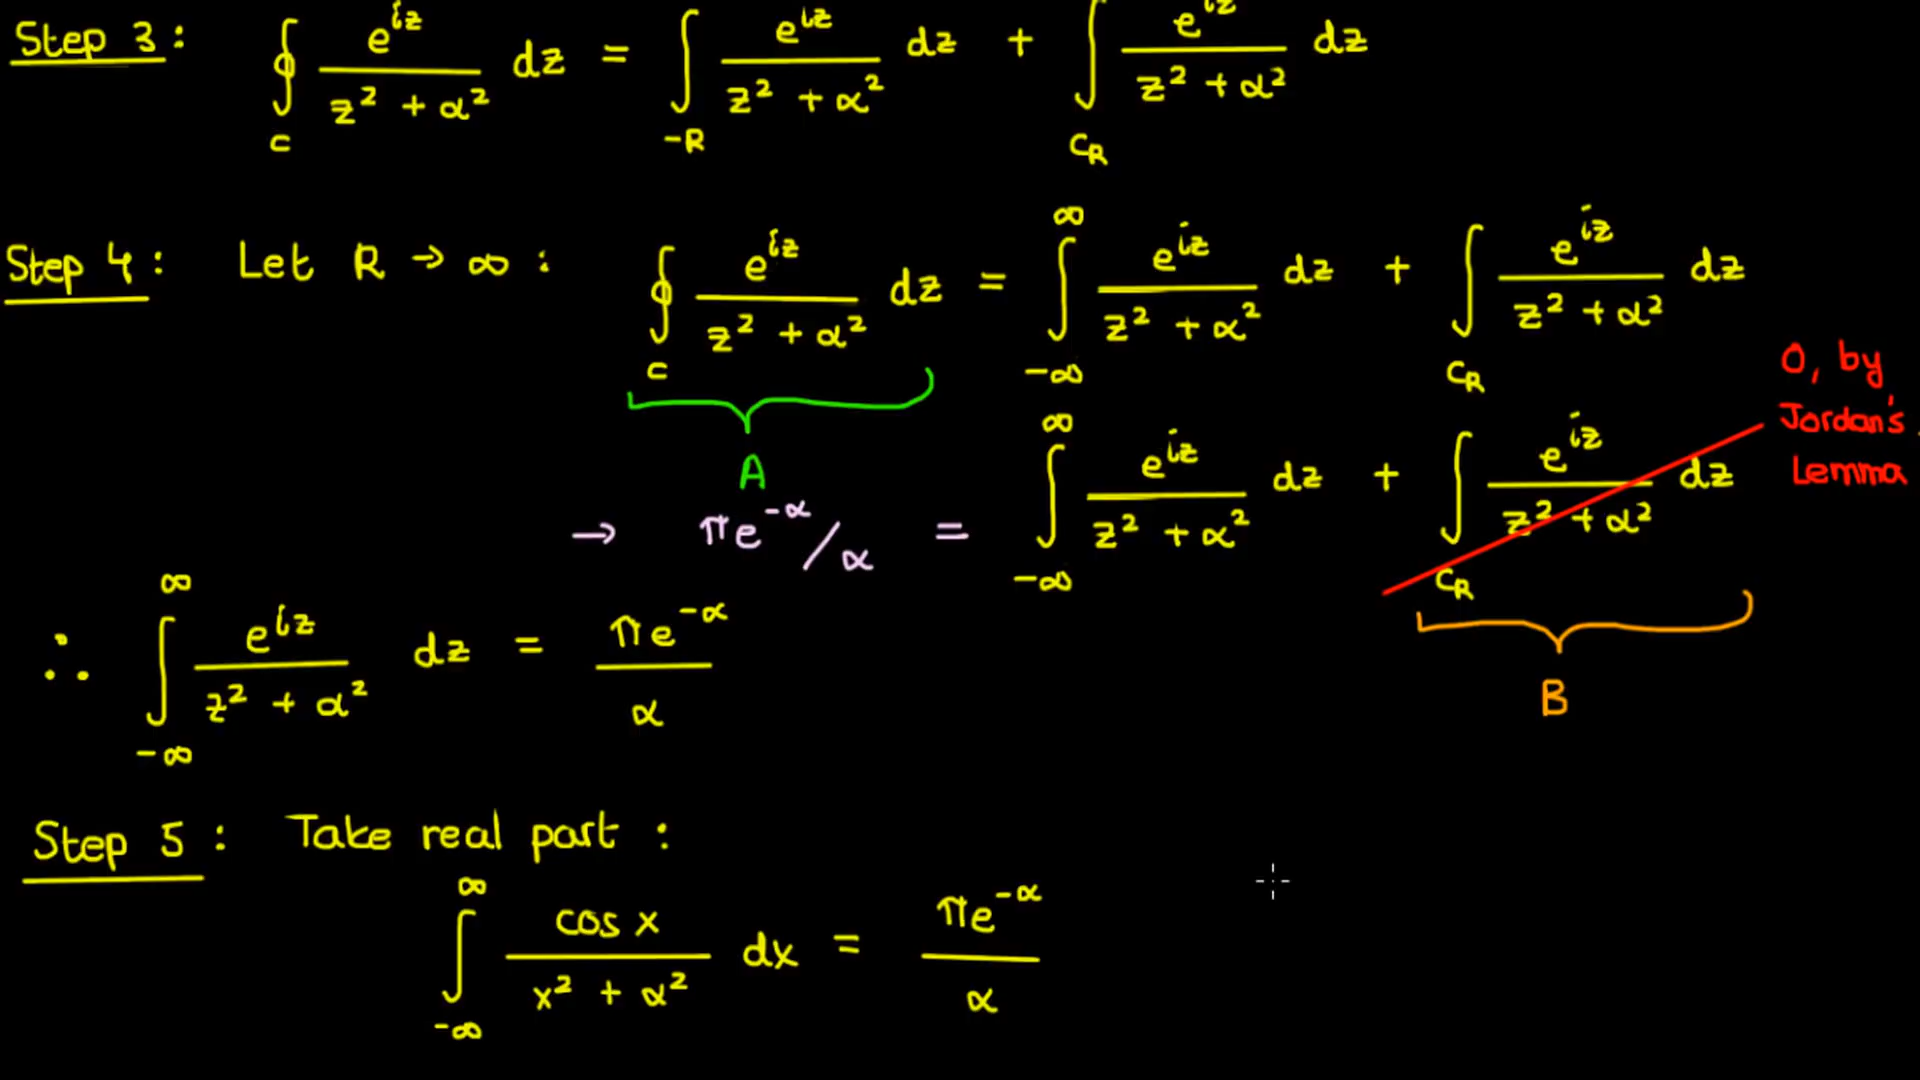 Step 3: ∮_C e^{iz}/(z² + α²) dz = ∫_{-R} e^{iz}/(z² + α²) dz + ∫_{C_R} e^{iz}/(z² + α²) dz
Step 4: Let R → ∞ : ∮_C e^{iz}/(z² + α²) dz = ∫_{-∞}^{∞} e^{iz}/(z² + α²) dz + ∫_{C_R} e^{iz}/(z² + α²) dz
A
→ πe^{-α}/α = ∫_{-∞}^{∞} e^{iz}/(z² + α²) dz + ∫_{C_R} e^{iz}/(z² + α²) dz
0, by
Jordan's
Lemma
B
∴ ∫_{-∞}^{∞} e^{iz}/(z² + α²) dz = πe^{-α}/α
Step 5: Take real part :
∫_{-∞}^{∞} cos x/(x² + α²) dx = πe^{-α}/α